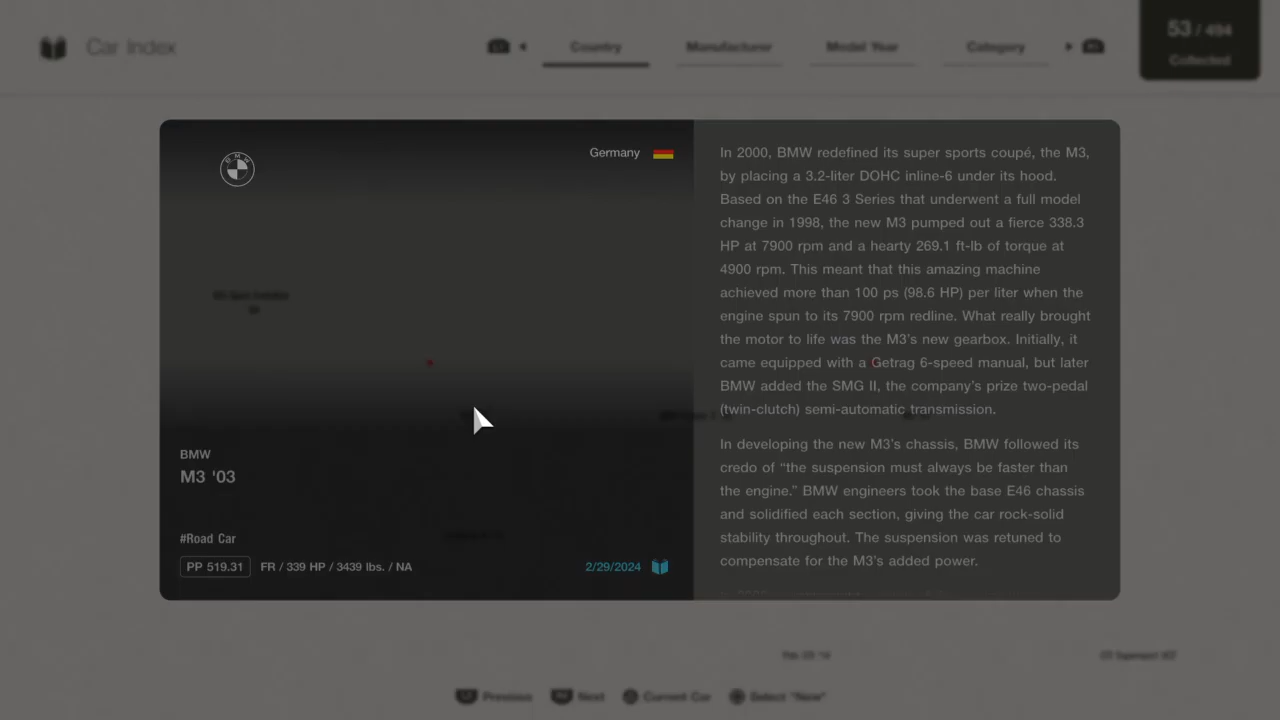 Car Index
Country
Manufacturer
Model Year
Category
53 / 494
Collected
BMW
Germany
In 2000, BMW redefined its super sports coupé, the M3,
by placing a 3.2-liter DOHC inline-6 under its hood.
Based on the E46 3 Series that underwent a full model
change in 1998, the new M3 pumped out a fierce 338.3
HP at 7900 rpm and a hearty 269.1 ft-lb of torque at
4900 rpm. This meant that this amazing machine
achieved more than 100 ps (98.6 HP) per liter when the
engine spun to its 7900 rpm redline. What really brought
the motor to life was the M3's new gearbox. Initially, it
came equipped with a Getrag 6-speed manual, but later
BMW added the SMG II, the company's prize two-pedal
(twin-clutch) semi-automatic transmission.
In developing the new M3's chassis, BMW followed its
credo of “the suspension must always be faster than
the engine.” BMW engineers took the base E46 chassis
and solidified each section, giving the car rock-solid
stability throughout. The suspension was retuned to
compensate for the M3's added power.
BMW
M3 '03
#Road Car
PP 519.31 FR / 339 HP / 3439 lbs. / NA
2/29/2024
Previous
Next
Current Car
Select "New"